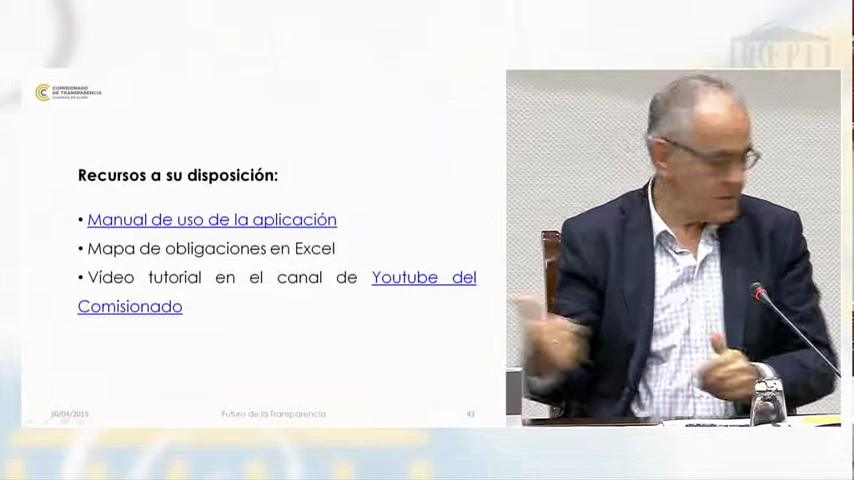 COMISIONADO
DE TRANSPARENCIA
Recursos a su disposición:
• Manual de uso de la aplicación
• Mapa de obligaciones en Excel
• Vídeo tutorial en el canal de Youtube del
Comisionado
30/04/2019 Futuro de la Transparencia 43